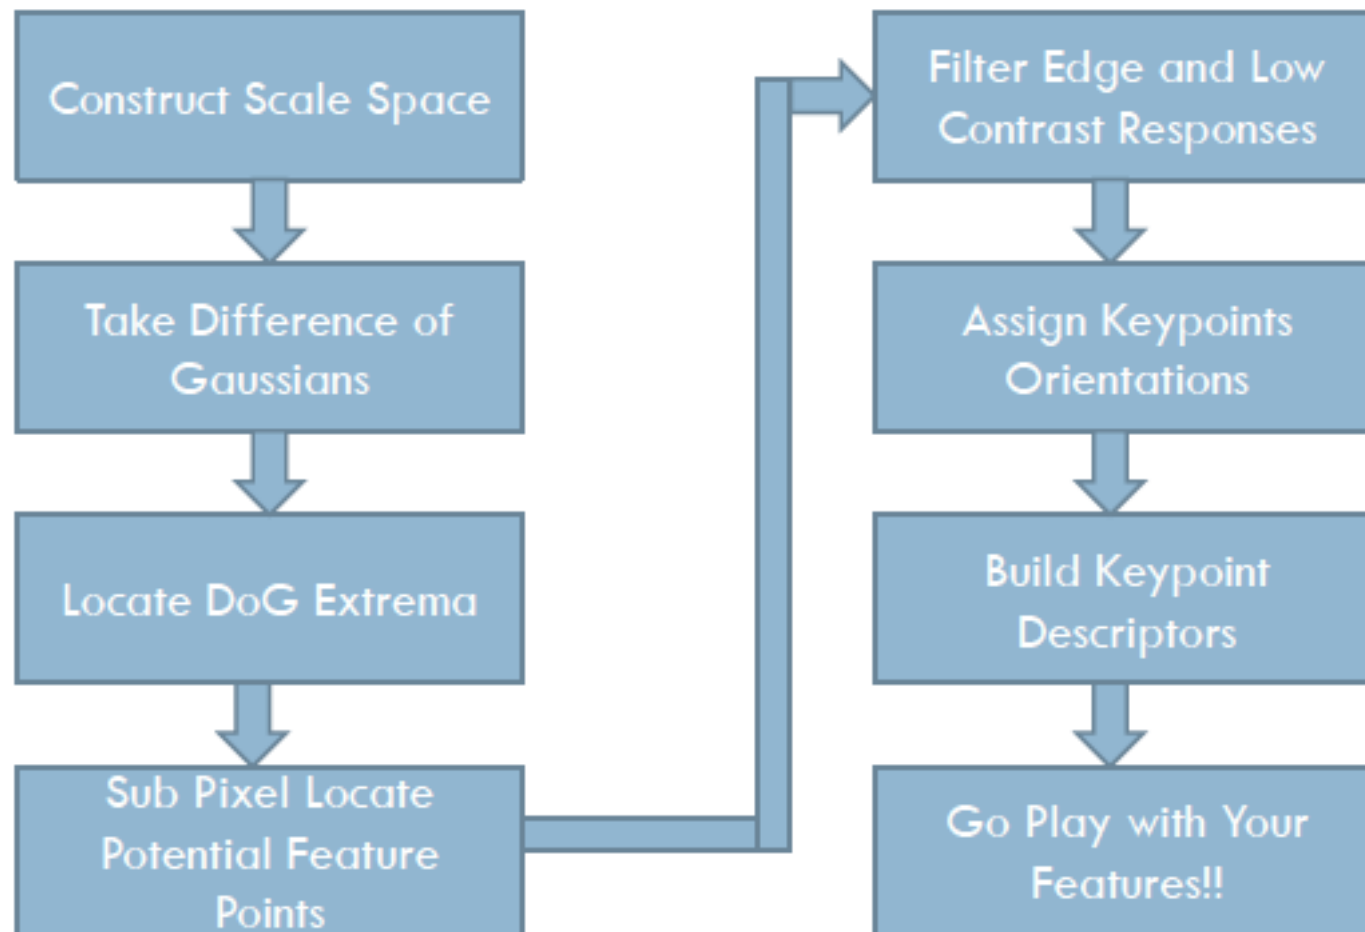 Construct Scale Space
Take Difference of
Gaussians
Locate DoG Extrema
Sub Pixel Locate
Potential Feature
Points
Filter Edge and Low
Contrast Responses
Assign Keypoints
Orientations
Build Keypoint
Descriptors
Go Play with Your
Features!!